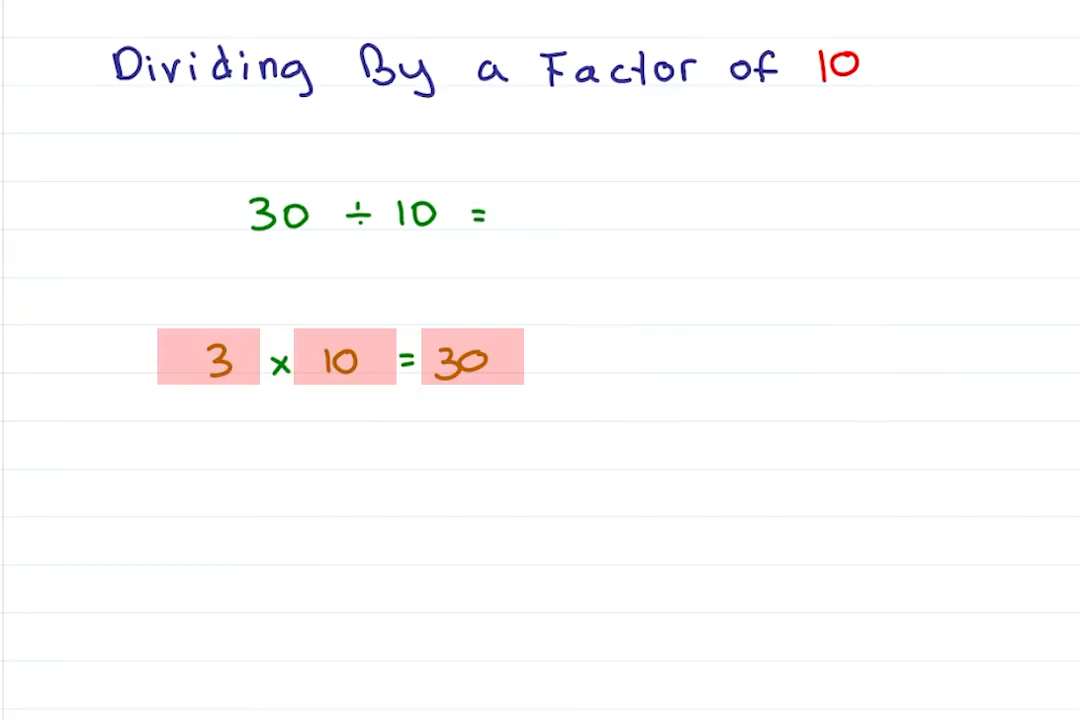 Dividing By a Factor of 10
30 ÷ 10 =
3 x 10 = 30